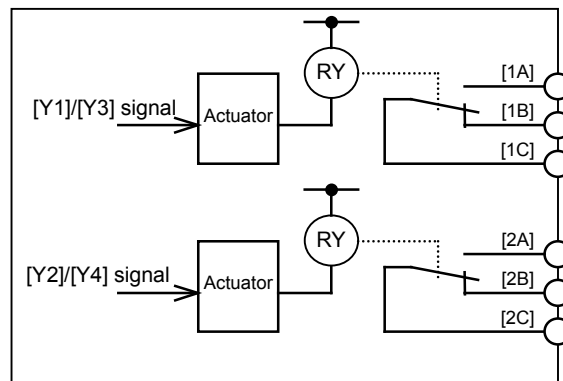 RY
[1A]
[Y1]/[Y3] signal
Actuator
[1B]
[1C]
RY
[2A]
[Y2]/[Y4] signal
Actuator
[2B]
[2C]